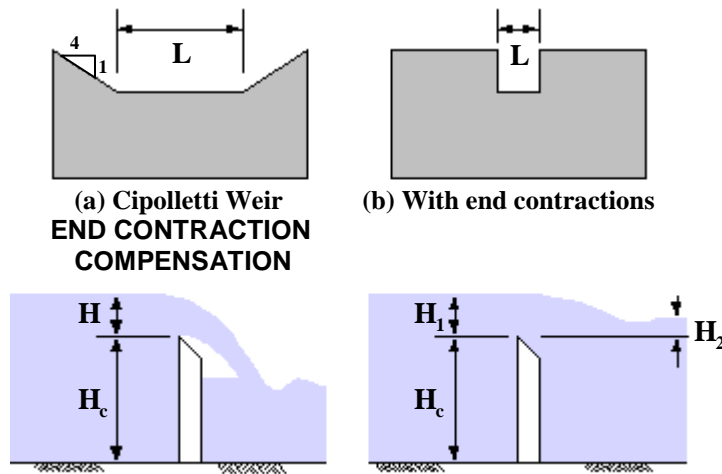 4
1
L
L
(a) Cipolletti Weir
(b) With end contractions
END CONTRACTION
COMPENSATION
H
H1
H2
Hc
Hc